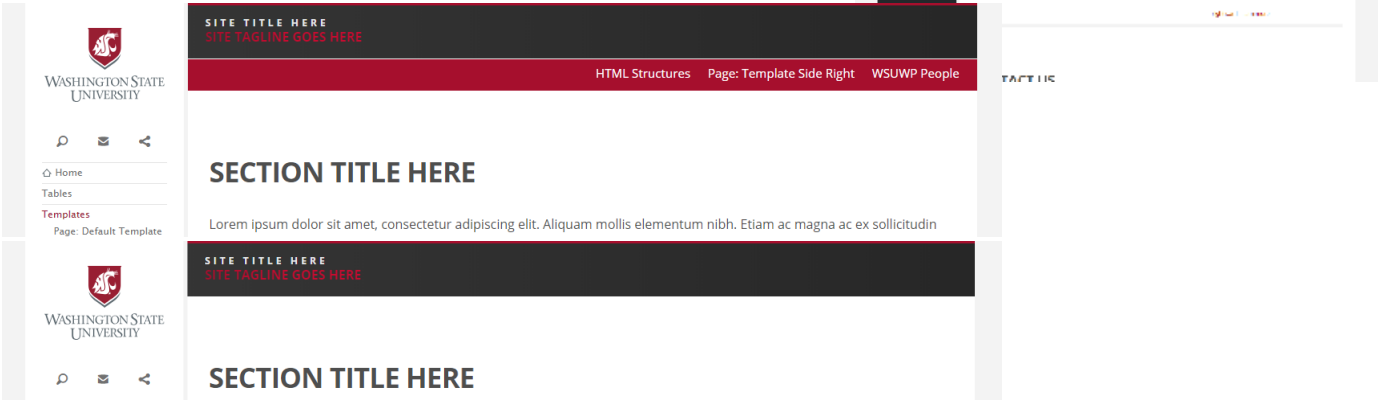 WASHINGTON STATE
UNIVERSITY
Home
Tables
Templates
Page: Default Template
SITE TITLE HERE
SITE TAGLINE GOES HERE
HTML Structures Page: Template Side Right WSUWP People
SECTION TITLE HERE
Lorem ipsum dolor sit amet, consectetur adipiscing elit. Aliquam mollis elementum nibh. Etiam ac magna ac ex sollicitudin
TACT US
WASHINGTON STATE
UNIVERSITY
SITE TITLE HERE
SITE TAGLINE GOES HERE
SECTION TITLE HERE